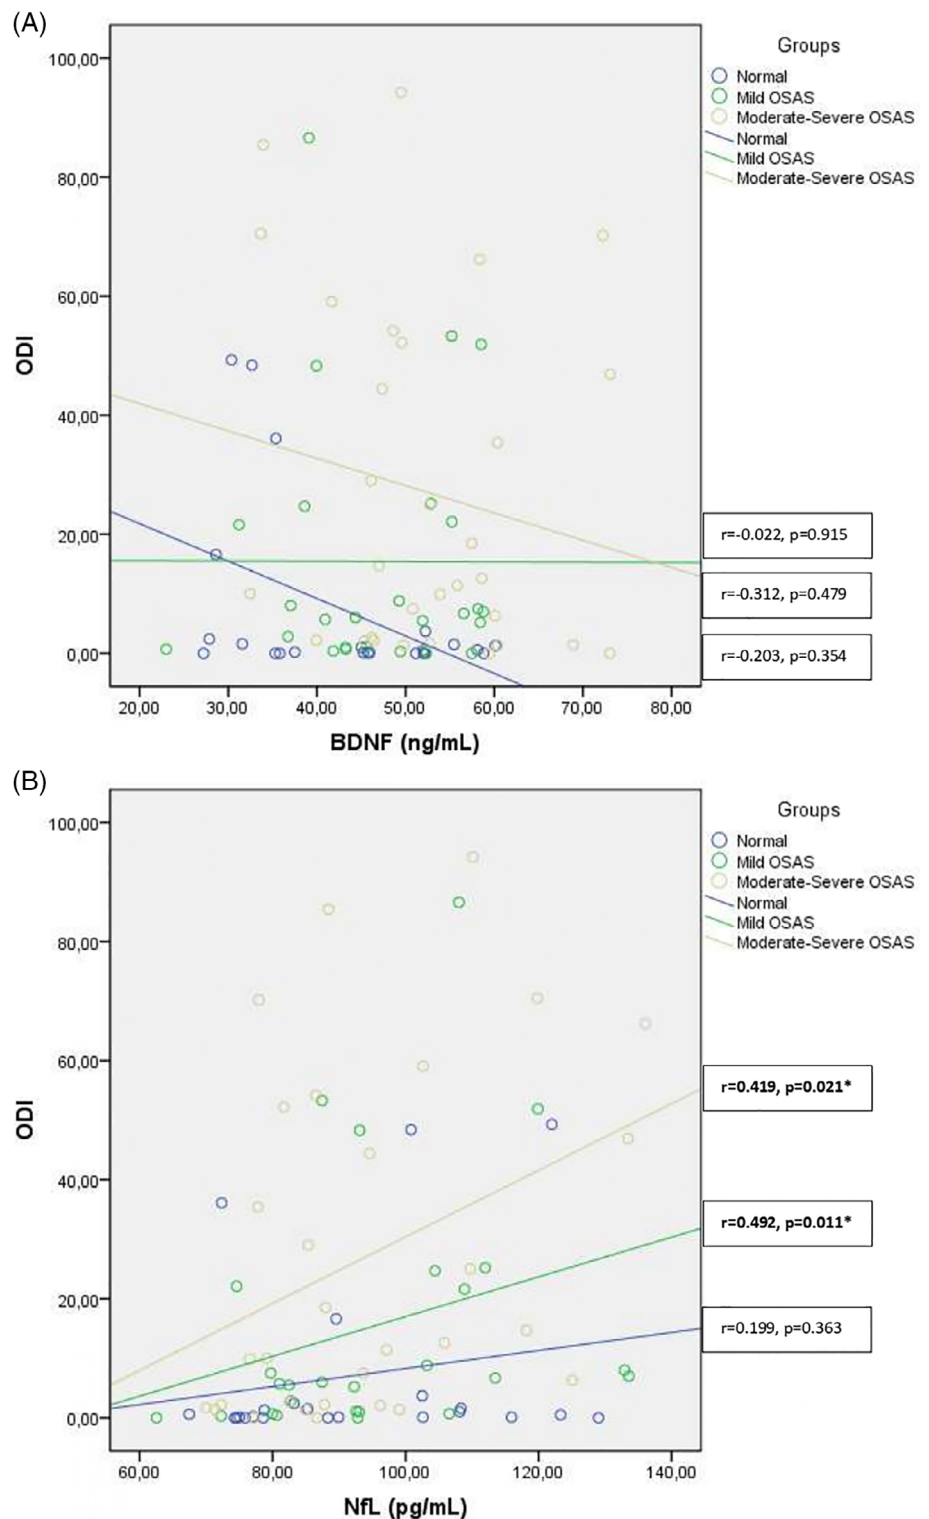 (A)
Groups
Normal
Mild OSAS
Moderate-Severe OSAS
Normal
Mild OSAS
Moderate-Severe OSAS
100,00
80,00
60,00
40,00
20,00
0,00
ODI
r=-0.022, p=0.915
r=-0.312, p=0.479
r=-0.203, p=0.354
20,00 30,00 40,00 50,00 60,00 70,00 80,00
BDNF (ng/mL)
(B)
Groups
Normal
Mild OSAS
Moderate-Severe OSAS
Normal
Mild OSAS
Moderate-Severe OSAS
100,00
80,00
60,00
40,00
20,00
0,00
ODI
r=0.419, p=0.021*
r=0.492, p=0.011*
r=0.199, p=0.363
60,00 80,00 100,00 120,00 140,00
NfL (pg/mL)